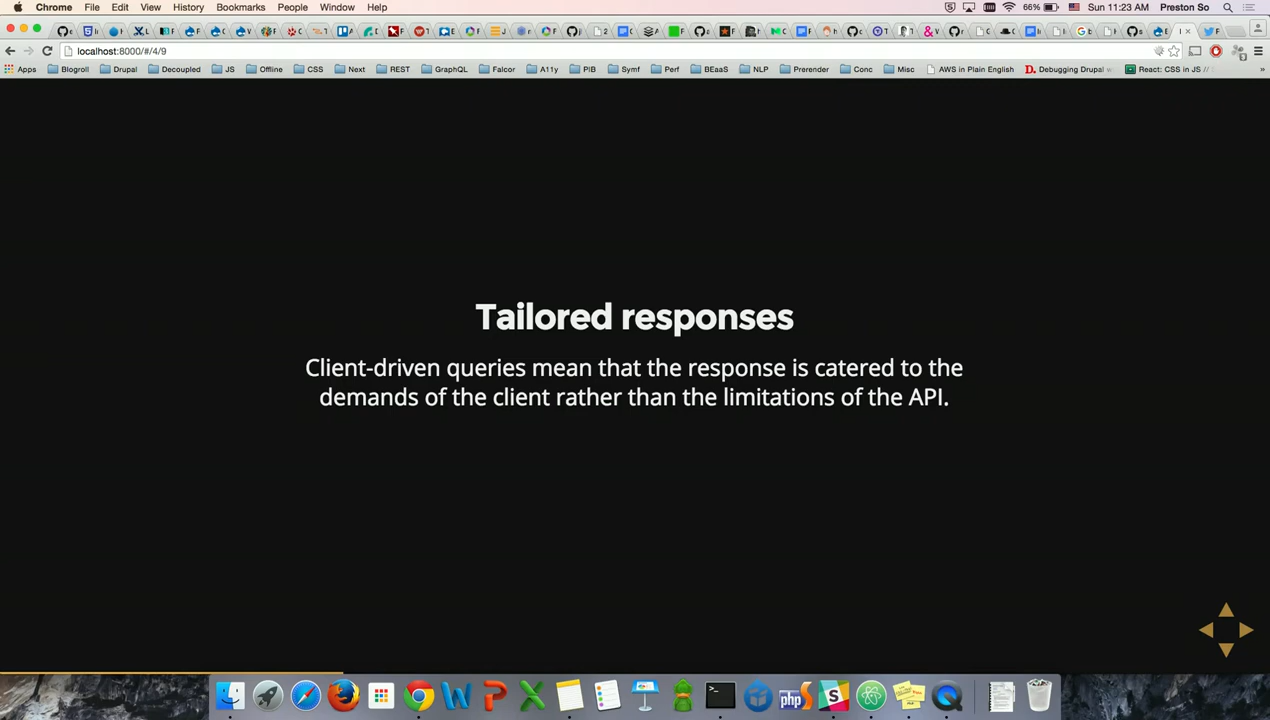 Chrome File Edit View History Bookmarks People Window Help 66% Sun 11:23 AM Preston So
localhost:8000/#/4/9
Apps Blogroll Drupal Decoupled JS Offline CSS Next REST GraphQL Falcor A11y PIB Symf Perf BEaaS NLP Prerender Conc Misc AWS in Plain English Debugging Drupal React: CSS in JS // »
Tailored responses
Client-driven queries mean that the response is catered to the
demands of the client rather than the limitations of the API.